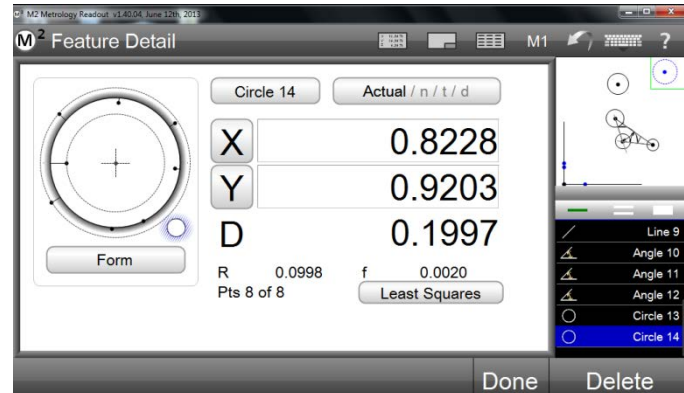 M2 Metrology Readout v1.40.04, June 12th, 2013
M² Feature Detail
M1
?
Circle 14
Actual / n / t / d
X 0.8228
Y 0.9203
D 0.1997
R 0.0998 f 0.0020
Pts 8 of 8
Least Squares
Form
Line 9
Angle 10
Angle 11
Angle 12
Circle 13
Circle 14
Done
Delete